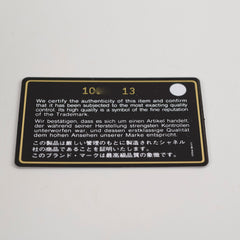 10 13
We certify the authenticity of this item and confirm
that it has been subjected to the most exacting quality
control. Its high quality is a symbol of the fine reputation
of the Trademark.
Wir bestätigen, dass es sich um einen Artikel handelt,
der während seiner Herstellung strengsten Kontrollen
unterworfen war, und dessen erstklassige Qualität
dem hohen Ansehen unserer Marke entspricht.
この製品は厳しい管理のもとに製造されたシャネル
社の商品であることを証明いたします。
このブランド・マークは最高級品質の象徴です。